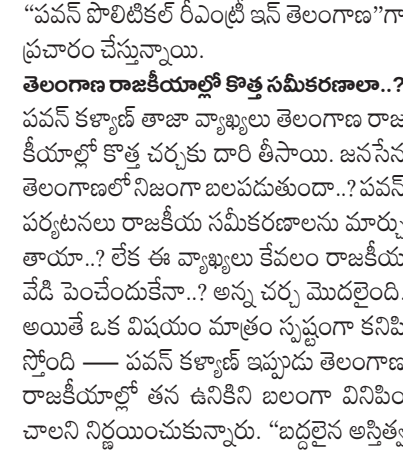 “పవన్ పొలిటికల్ రీఎంట్రీ ఇన్ తెలంగాణ”గా
ప్రచారం చేస్తున్నాయి.
తెలంగాణ రాజకీయాల్లో కొత్త సమీకరణాలా..?
పవన్ కళ్యాణ్ తాజా వ్యాఖ్యలు తెలంగాణ రాజ
కీయాల్లో కొత్త చర్చకు దారి తీసాయి. జనసేన
తెలంగాణలో నిజంగా బలపడుతుందా..? పవన్
పర్యటనలు రాజకీయ సమీకరణాలను మార్చు
తాయా..? లేక ఈ వ్యాఖ్యలు కేవలం రాజకీయ
వేడి పెంచేందుకేనా..? అన్న చర్చ మొదలైంది.
అయితే ఒక విషయం మాత్రం స్పష్టంగా కనిపి
స్తోంది — పవన్ కళ్యాణ్ ఇప్పుడు తెలంగాణ
రాజకీయాల్లో తన ఉనికిని బలంగా వినిపిం
చాలని నిర్ణయించుకున్నారు. “బద్దలైన అస్తిత్వ